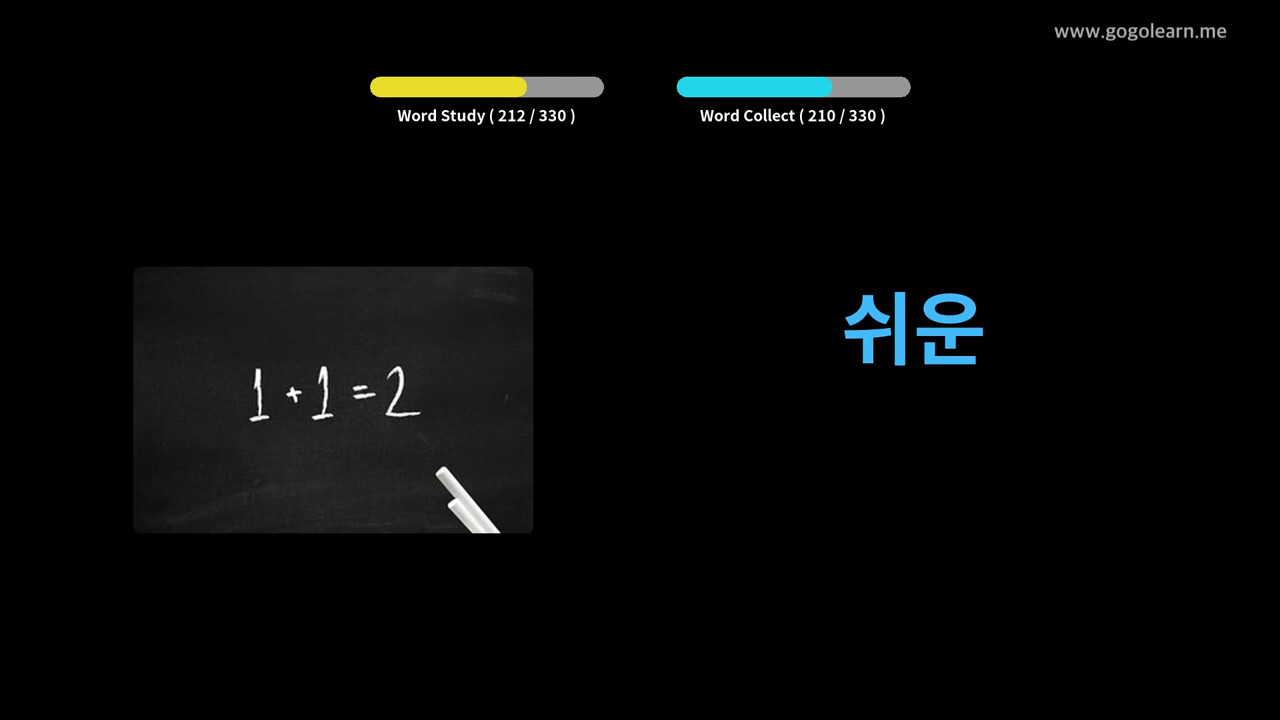 www.gogolearn.me
Word Study ( 212 / 330 )
Word Collect ( 210 / 330 )
1 + 1 = 2
쉬운